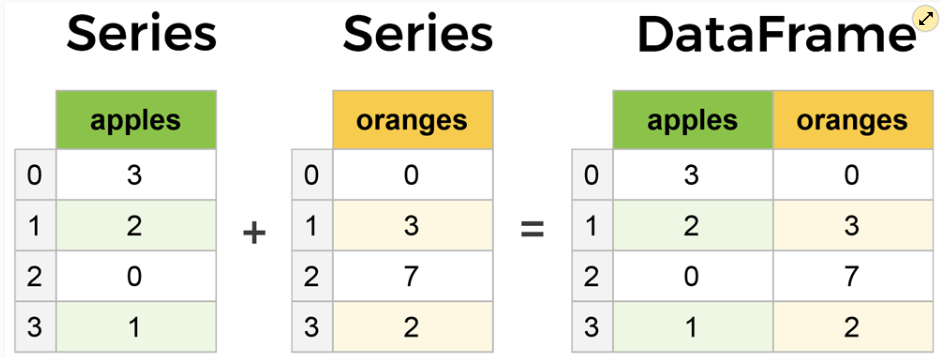 Series Series DataFrame
apples oranges apples oranges
0 3 0 0 0 3 0
1 2 1 3 1 2 3
+ =
2 0 2 7 2 0 7
3 1 3 2 3 1 2